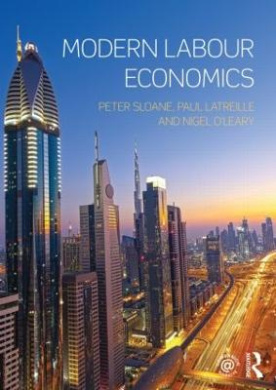 MODERN LABOUR
ECONOMICS
PETER SLOANE, PAUL LATREILLE
AND NIGEL O'LEARY